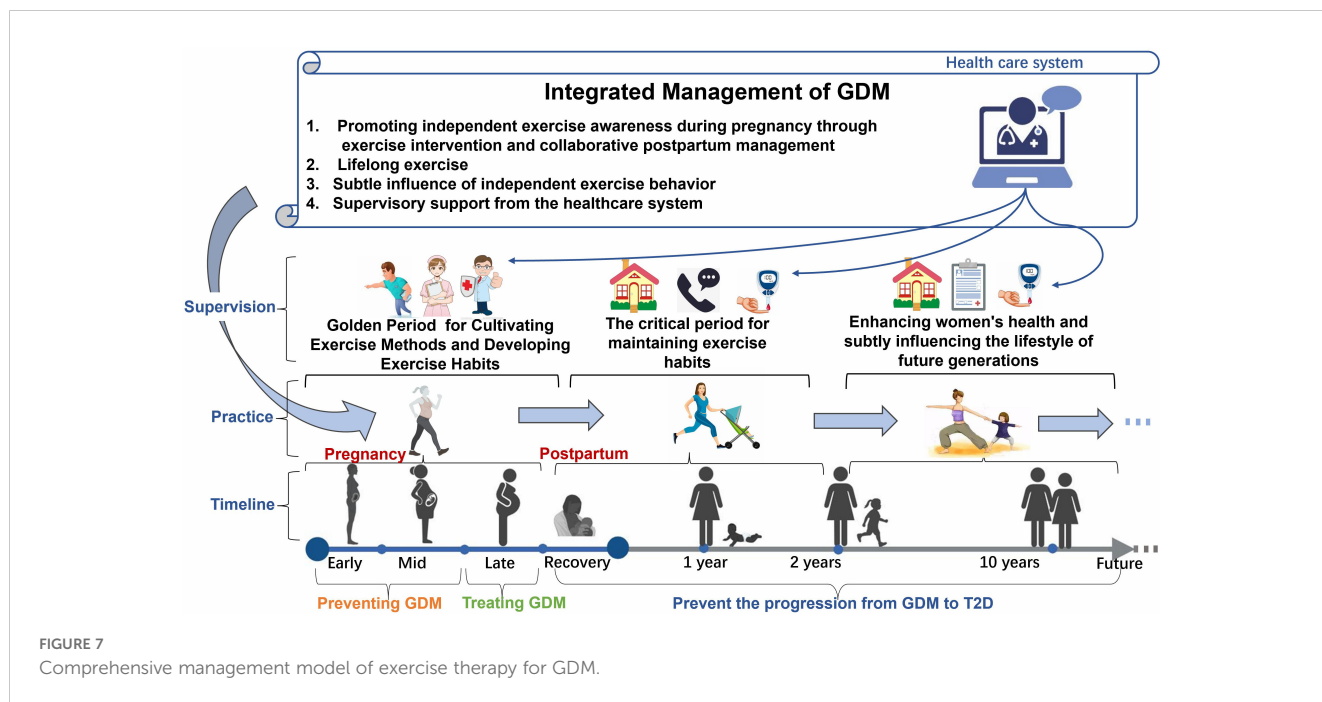 Health care system
Integrated Management of GDM
1. Promoting independent exercise awareness during pregnancy through
exercise intervention and collaborative postpartum management
2. Lifelong exercise
3. Subtle influence of independent exercise behavior
4. Supervisory support from the healthcare system
Supervision
Golden Period for Cultivating
Exercise Methods and Developing
Exercise Habits
The critical period for
maintaining exercise
habits
Enhancing women's health and
subtly influencing the lifestyle of
future generations
Practice
Pregnancy
Postpartum
Timeline
Early
Mid
Late
Recovery
1 year
2 years
10 years
Future
Preventing GDM
Treating GDM
Prevent the progression from GDM to T2D
FIGURE 7
Comprehensive management model of exercise therapy for GDM.